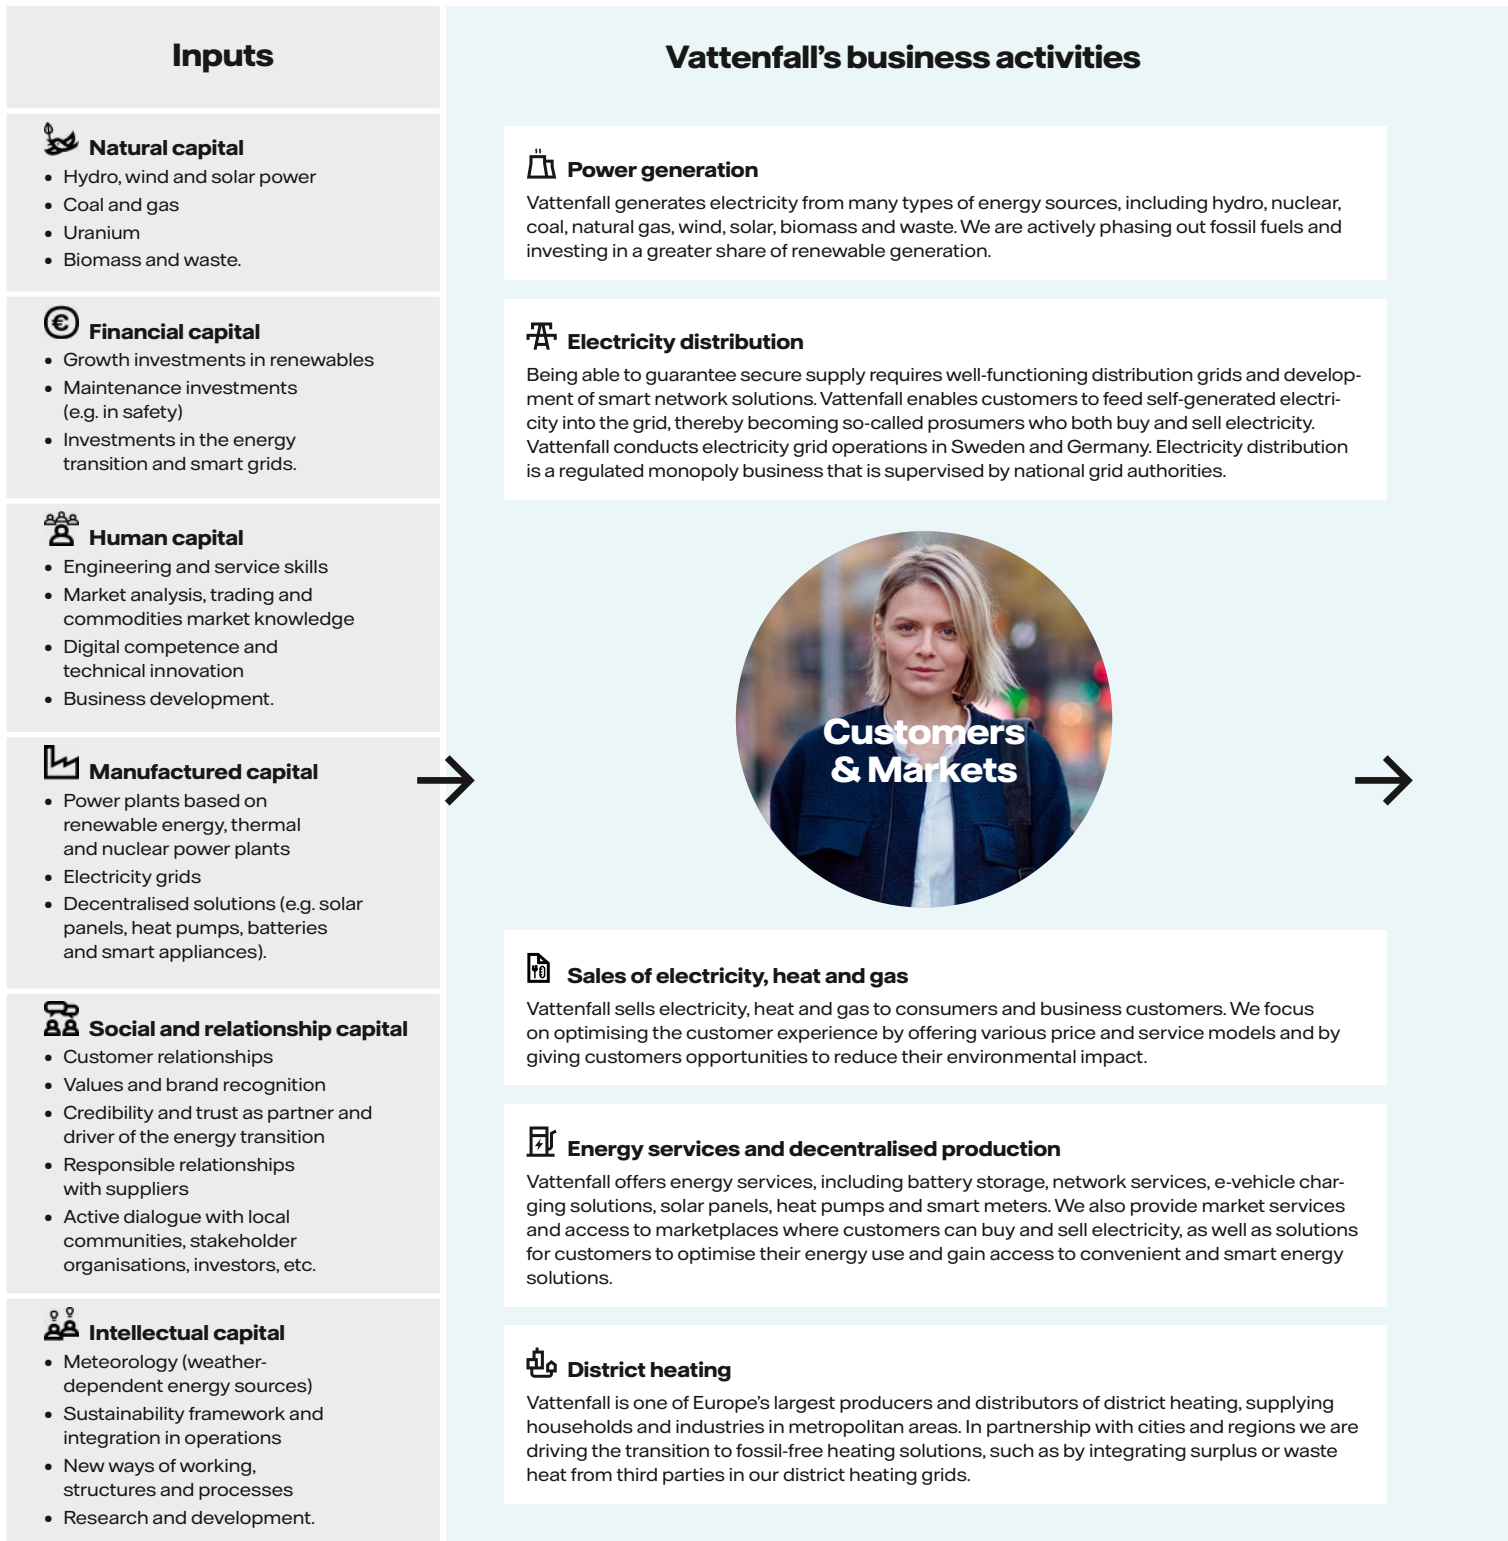 Inputs
Natural capital
• Hydro, wind and solar power
• Coal and gas
• Uranium
• Biomass and waste.
Financial capital
• Growth investments in renewables
• Maintenance investments
(e.g. in safety)
• Investments in the energy
transition and smart grids.
Human capital
• Engineering and service skills
• Market analysis, trading and
commodities market knowledge
• Digital competence and
technical innovation
• Business development.
Manufactured capital
• Power plants based on
renewable energy, thermal
and nuclear power plants
• Electricity grids
• Decentralised solutions (e.g. solar
panels, heat pumps, batteries
and smart appliances).
Social and relationship capital
• Customer relationships
• Values and brand recognition
• Credibility and trust as partner and
driver of the energy transition
• Responsible relationships
with suppliers
• Active dialogue with local
communities, stakeholder
organisations, investors, etc.
Intellectual capital
• Meteorology (weather-
dependent energy sources)
• Sustainability framework and
integration in operations
• New ways of working,
structures and processes
• Research and development.
Vattenfall's business activities
Power generation
Vattenfall generates electricity from many types of energy sources, including hydro, nuclear,
coal, natural gas, wind, solar, biomass and waste. We are actively phasing out fossil fuels and
investing in a greater share of renewable generation.
Electricity distribution
Being able to guarantee secure supply requires well-functioning distribution grids and develop-
ment of smart network solutions. Vattenfall enables customers to feed self-generated electri-
city into the grid, thereby becoming so-called prosumers who both buy and sell electricity.
Vattenfall conducts electricity grid operations in Sweden and Germany. Electricity distribution
is a regulated monopoly business that is supervised by national grid authorities.
Customers
& Markets
Sales of electricity, heat and gas
Vattenfall sells electricity, heat and gas to consumers and business customers. We focus
on optimising the customer experience by offering various price and service models and by
giving customers opportunities to reduce their environmental impact.
Energy services and decentralised production
Vattenfall offers energy services, including battery storage, network services, e-vehicle char-
ging solutions, solar panels, heat pumps and smart meters. We also provide market services
and access to marketplaces where customers can buy and sell electricity, as well as solutions
for customers to optimise their energy use and gain access to convenient and smart energy
solutions.
District heating
Vattenfall is one of Europe's largest producers and distributors of district heating, supplying
households and industries in metropolitan areas. In partnership with cities and regions we are
driving the transition to fossil-free heating solutions, such as by integrating surplus or waste
heat from third parties in our district heating grids.